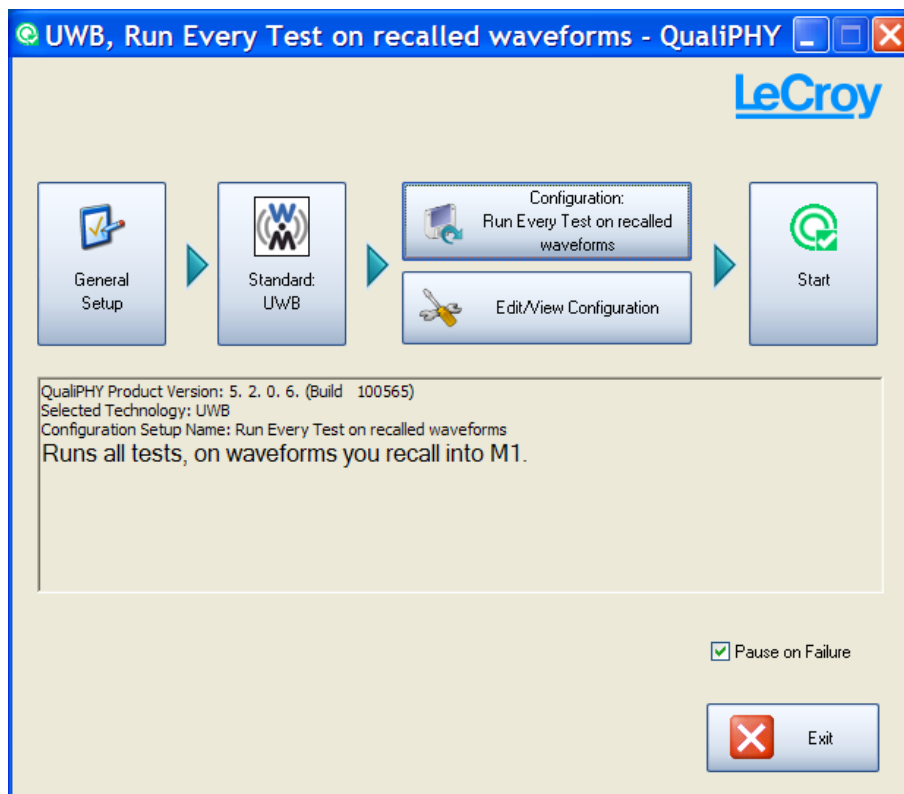 UWB, Run Every Test on recalled waveforms - QualiPHY
LeCroy
General
Setup
W
M
Standard:
UWB
Configuration:
Run Every Test on recalled
waveforms
Edit/View Configuration
Start
QualiPHY Product Version: 5. 2. 0. 6. (Build 100565)
Selected Technology: UWB
Configuration Setup Name: Run Every Test on recalled waveforms
Runs all tests, on waveforms you recall into M1.
Pause on Failure
Exit